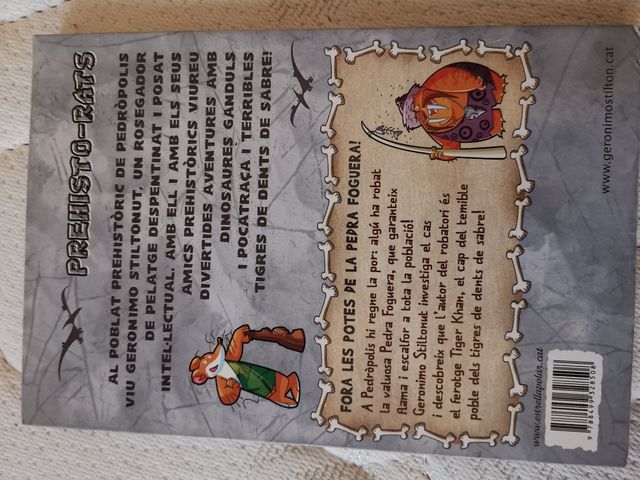 PREHISTO-RATS
AL POBLAT PREHISTÒRIC DE PEDRÒPOLIS
VIU GERONIMO STILTONUT, UN ROSEGADOR
DE PELATGE DESPENTINAT I POSAT
INTEL·LECTUAL. AMB ELL I AMB ELS SEUS
AMICS PREHISTÒRICS VIUREU
DIVERTIDES AVENTURES AMB
DINOSAURES GANDULS
I POCATRAÇA I TERRIBLES
TIGRES DE DENTS DE SABRE!
FORA LES POTES DE LA PEPRA FOGUERA!
A Pedròpolis hi regne la por: algú ha robat
la valuosa Pedra Foguera, que garanteix
flama i escalfor a tota la població!
Geronimo Stiltonut investiga el cas
i descobreix que l'autor del robatori és
el ferotge Tiger Khan, el cap del temible
poble dels tigres de dents de sabre!
www.estrellapolar.cat
9 788499 328508
www.geronimostilton.cat